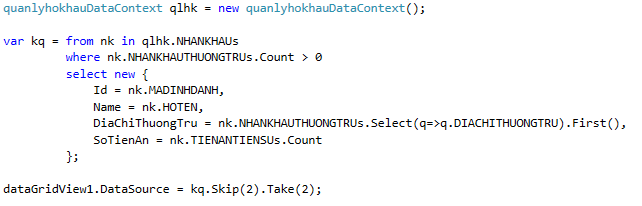 quanlyhokhauDataContext qlhk = new quanlyhokhauDataContext();
var kq = from nk in qlhk.NHANKHAUs
where nk.NHANKHAUTHUONGTRUs.Count > 0
select new {
Id = nk.MADINHDANH,
Name = nk.HOTEN,
DiaChiThuongTru = nk.NHANKHAUTHUONGTRUs.Select(q=>q.DIACHITHUONGTRU).First(),
SoTienAn = nk.TIENANTIENSUs.Count
};
dataGridView1.DataSource = kq.Skip(2).Take(2);